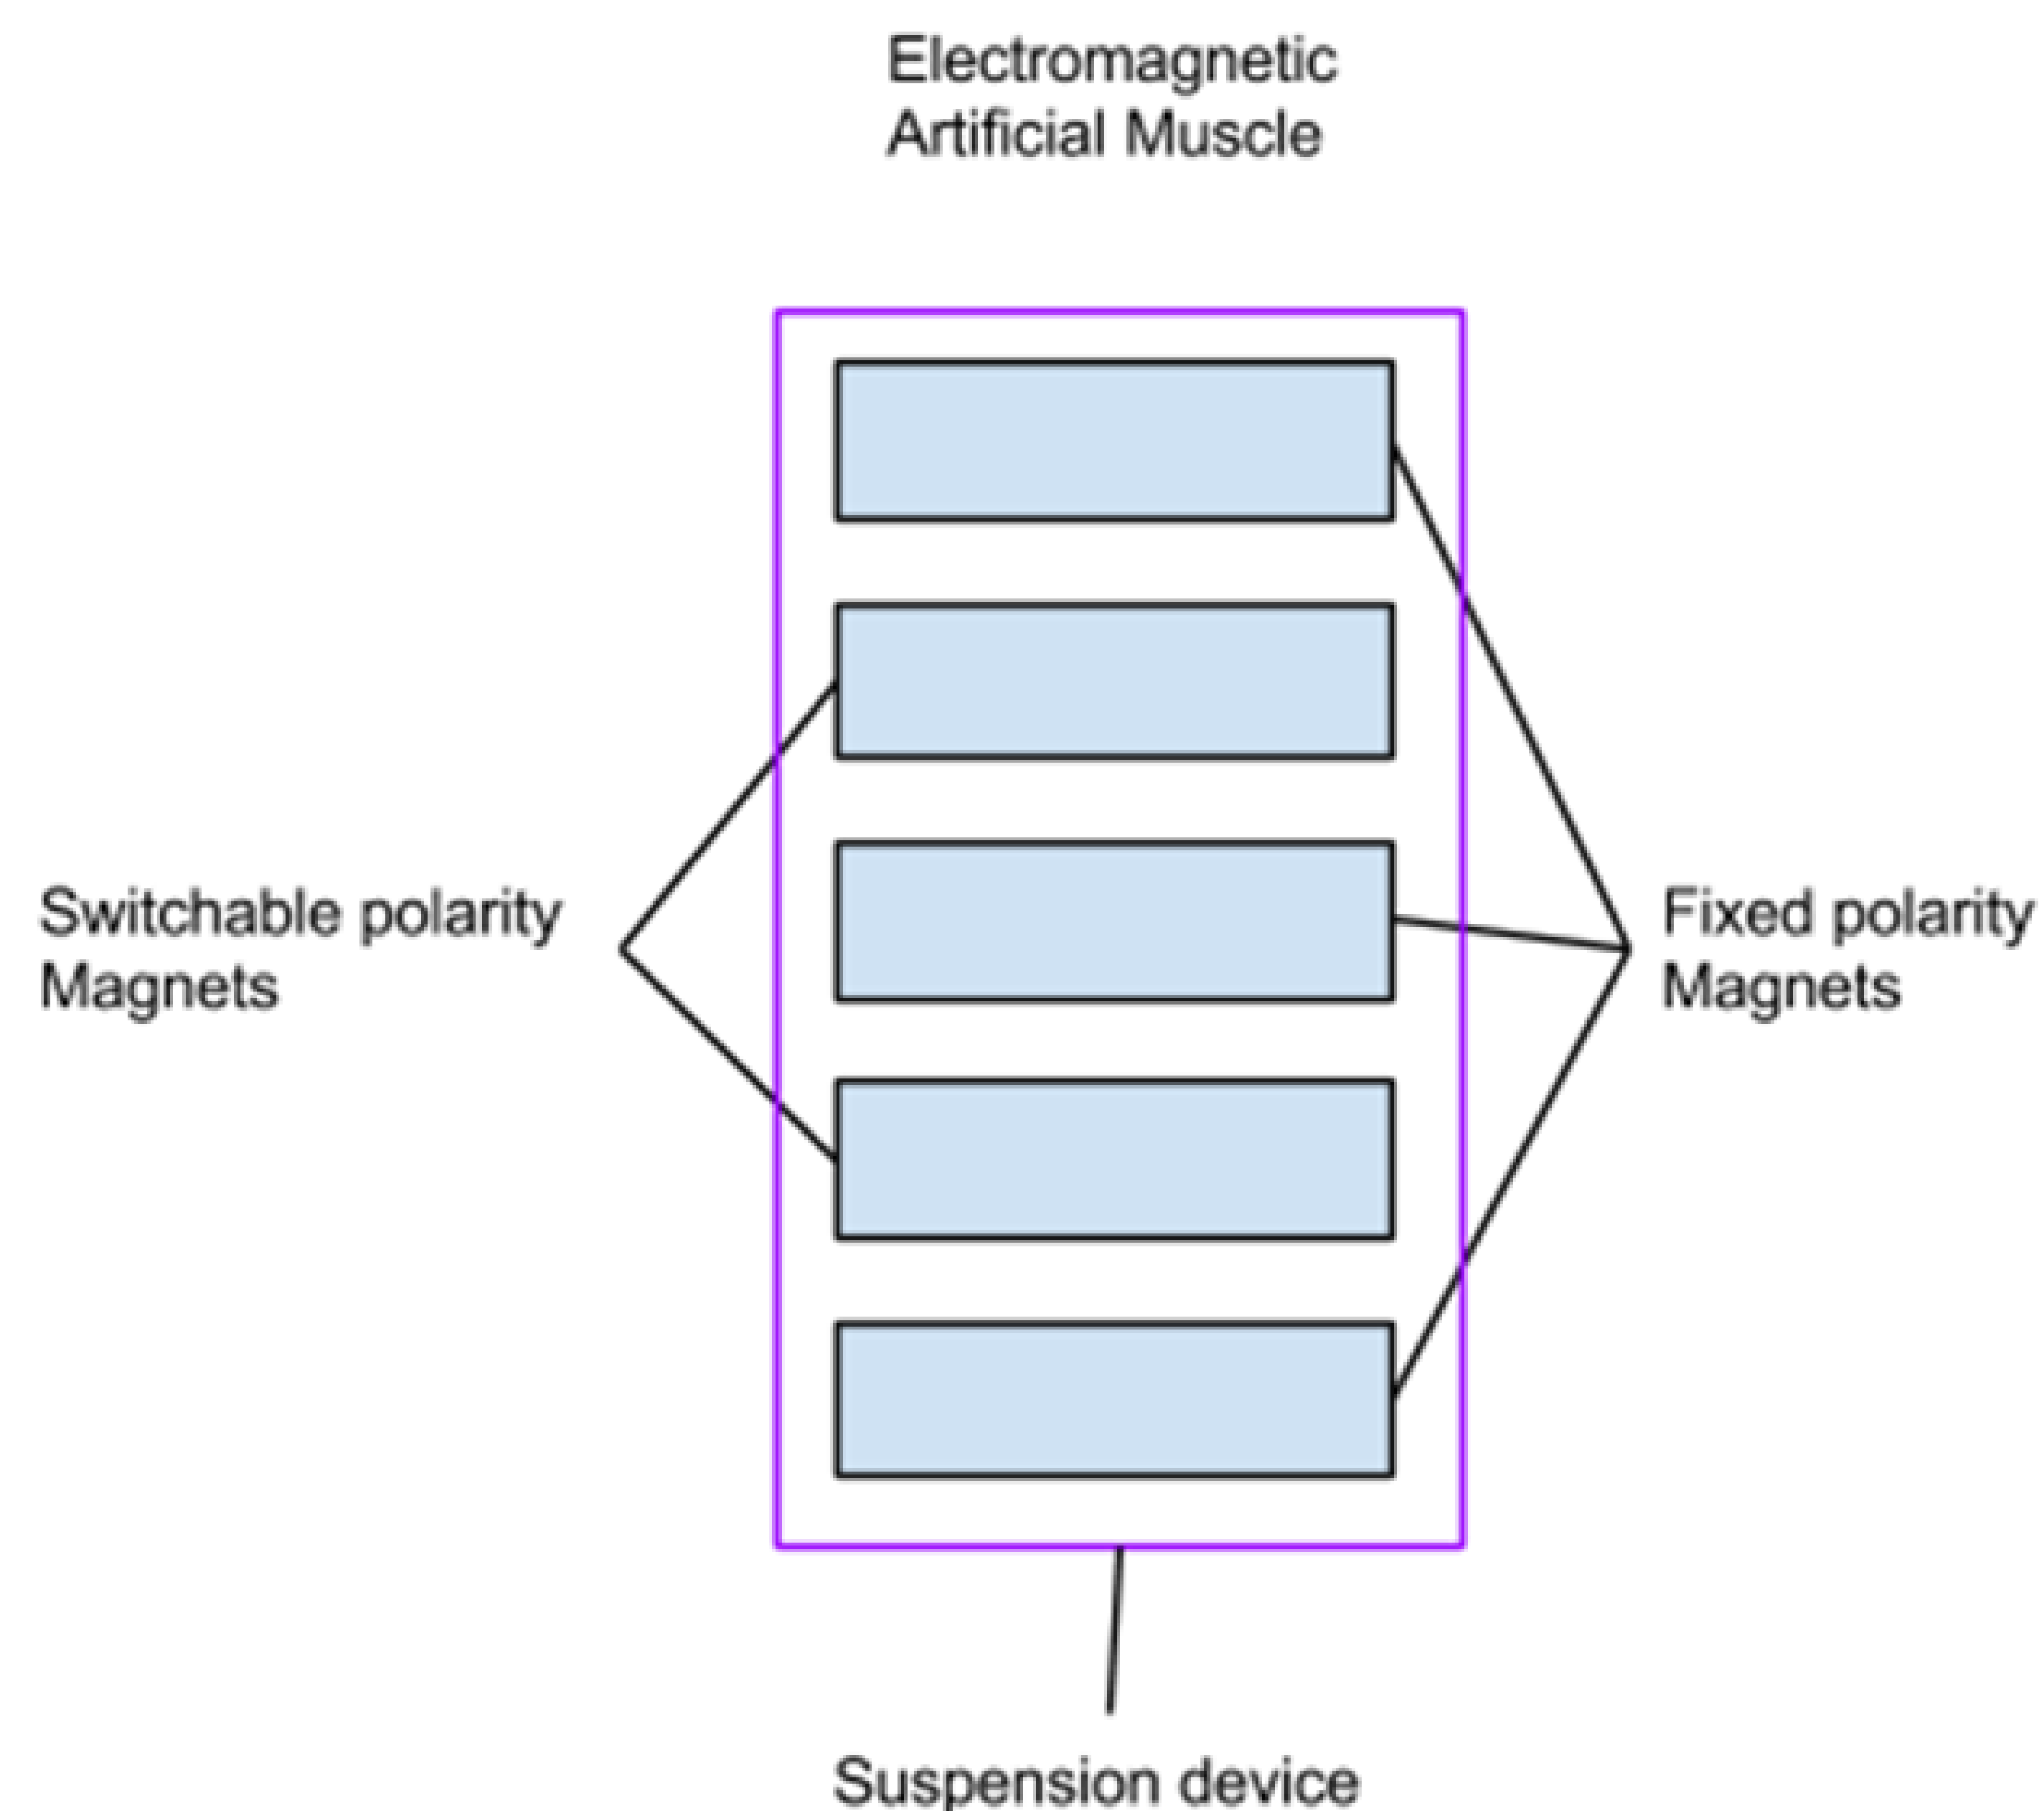 Electromagnetic
Artificial Muscle
Switchable polarity
Magnets
Fixed polarity
Magnets
Suspension device